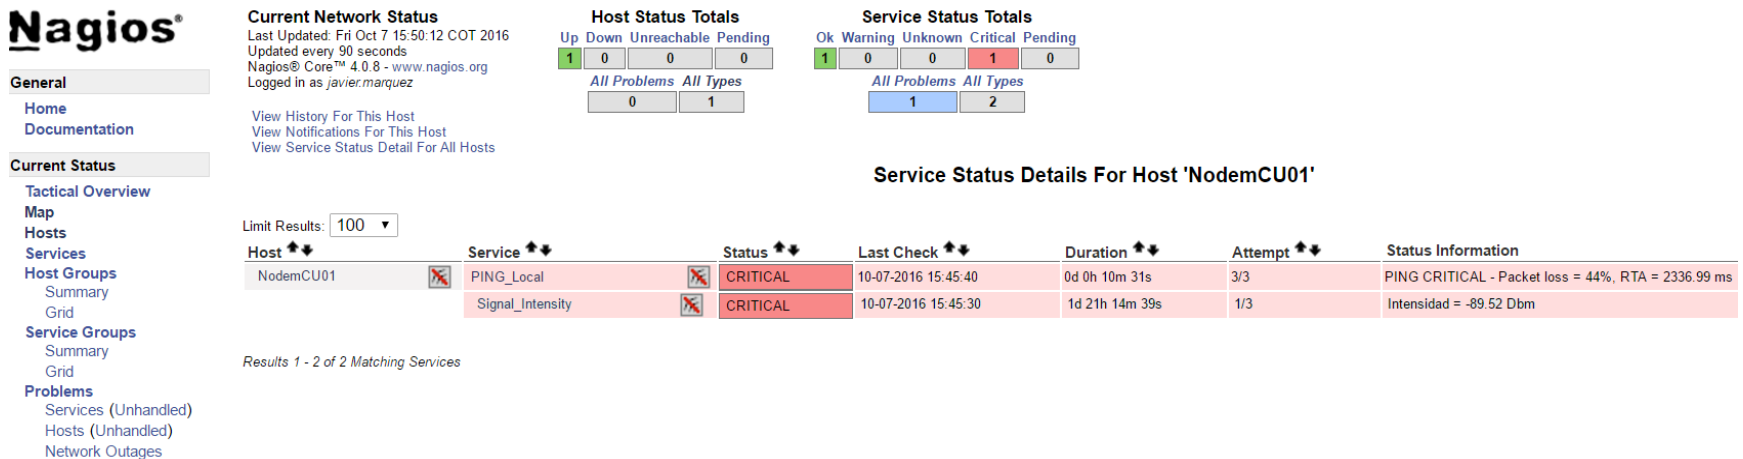 Nagios®
General
Home
Documentation
Current Status
Tactical Overview
Map
Hosts
Services
Host Groups
Summary
Grid
Service Groups
Summary
Grid
Problems
Services (Unhandled)
Hosts (Unhandled)
Network Outages
Current Network Status
Last Updated: Fri Oct 7 15:50:12 COT 2016
Updated every 90 seconds
Nagios® Core™ 4.0.8 - www.nagios.org
Logged in as javier.marquez
View History For This Host
View Notifications For This Host
View Service Status Detail For All Hosts
Host Status Totals
Up Down Unreachable Pending
1 0 0 0
All Problems All Types
0 1
Service Status Totals
Ok Warning Unknown Critical Pending
1 0 0 1 0
All Problems All Types
1 2
Service Status Details For Host 'NodemCU01'
Limit Results: 100
Host Service Status Last Check Duration Attempt Status Information
NodemCU01 PING_Local CRITICAL 10-07-2016 15:45:40 0d 0h 10m 31s 3/3 PING CRITICAL - Packet loss = 44%, RTA = 2336.99 ms
Signal_Intensity CRITICAL 10-07-2016 15:45:30 1d 21h 14m 39s 1/3 Intensidad = -89.52 Dbm
Results 1 - 2 of 2 Matching Services